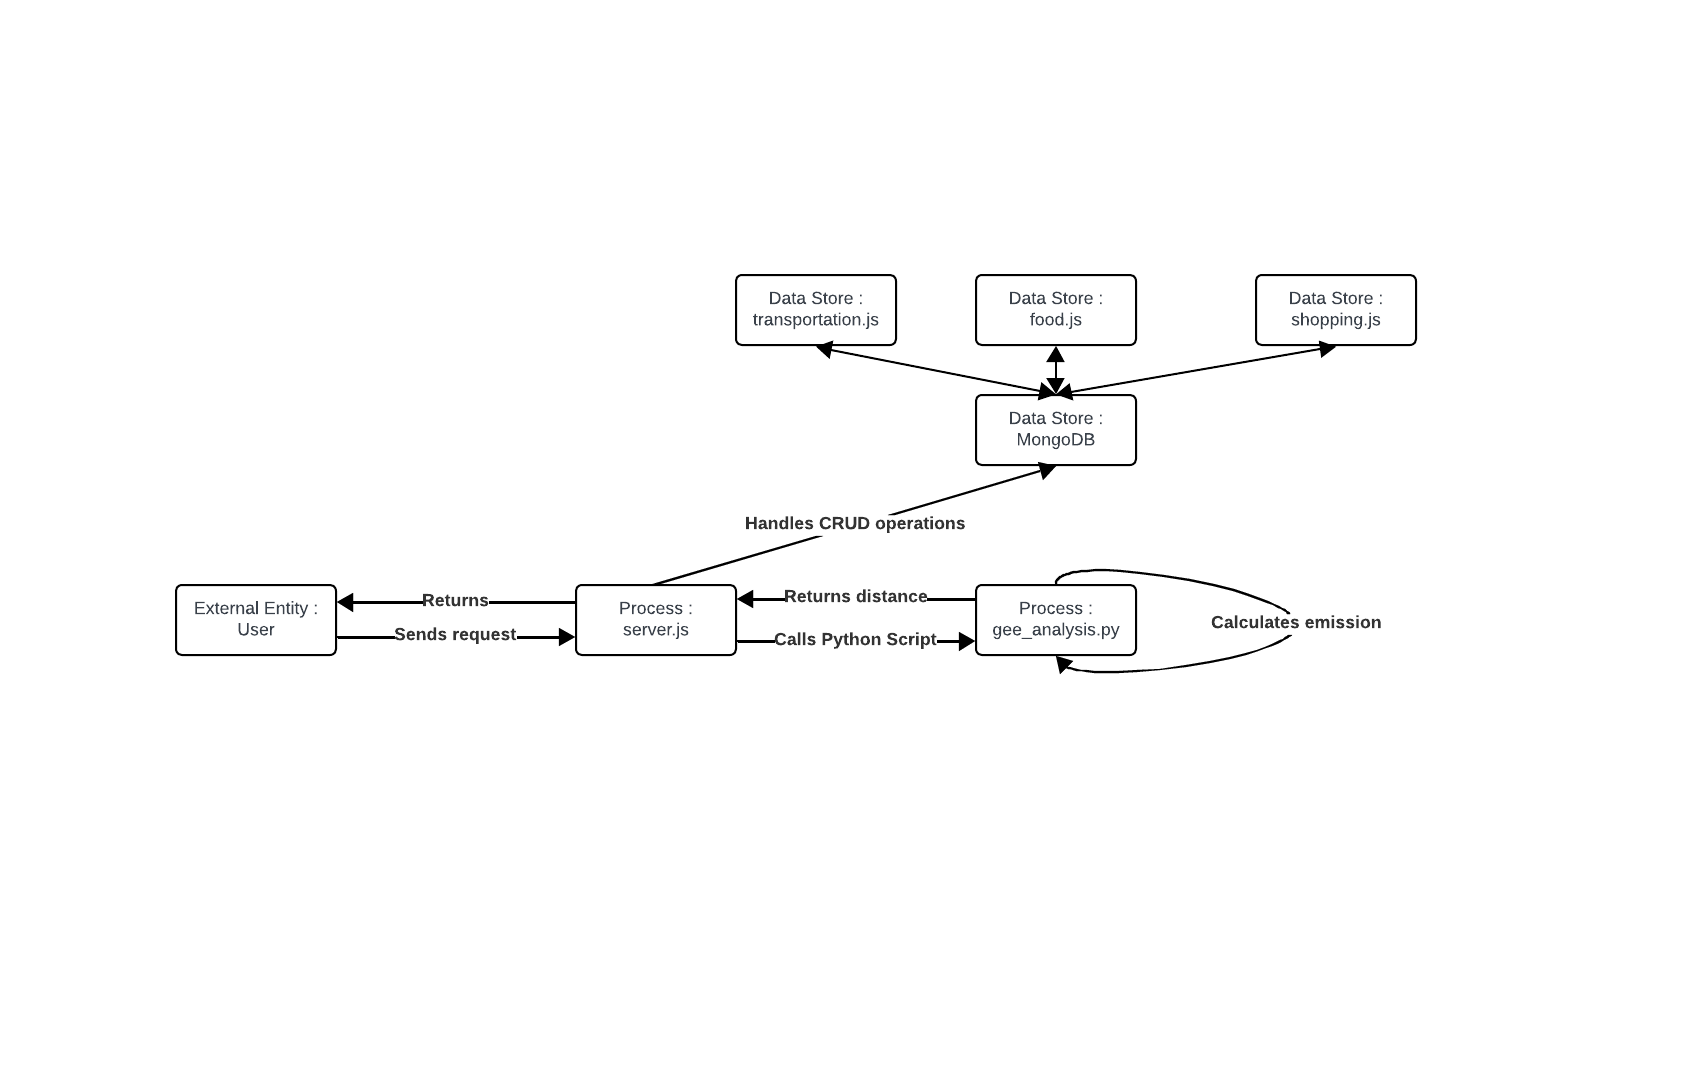 Data Store :
transportation.js
Data Store :
food.js
Data Store :
shopping.js
Data Store :
MongoDB
Handles CRUD operations
External Entity :
User
Returns
Sends request
Process :
server.js
Returns distance
Calls Python Script
Process :
gee_analysis.py
Calculates emission